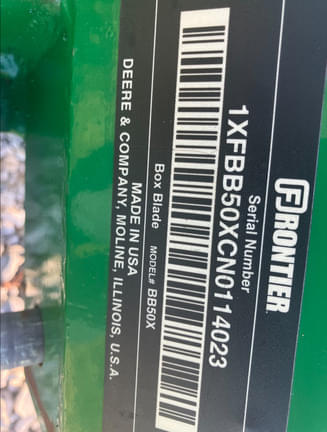 FRONTIER
Serial Number
1XFBB50XCN0114023
Box Blade MODEL# BB50X
MADE IN USA
DEERE & COMPANY, MOLINE, ILLINOIS, U.S.A.